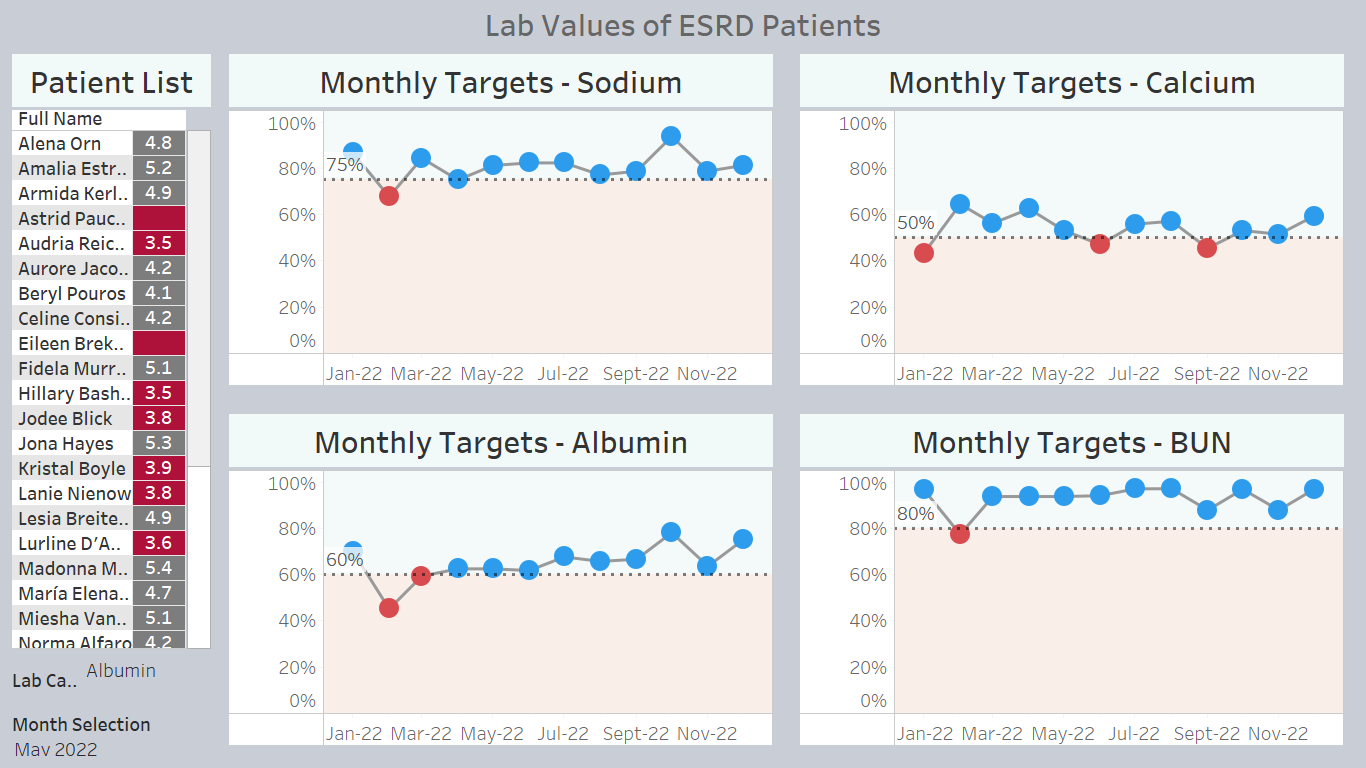 Lab Values of ESRD Patients
Patient List
Full Name
Alena Orn 4.8
Amalia Estr.. 5.2
Armida Kerl.. 4.9
Astrid Pauc..
Audria Reic.. 3.5
Aurore Jaco.. 4.2
Beryl Pouros 4.1
Celine Consi.. 4.2
Eileen Brek..
Fidela Murr.. 5.1
Hillary Bash.. 3.5
Jodee Blick 3.8
Jona Hayes 5.3
Kristal Boyle 3.9
Lanie Nienow 3.8
Lesia Breite.. 4.9
Lurline D’A.. 3.6
Madonna M.. 5.4
María Elena.. 4.7
Miesha Van.. 5.1
Norma Alfaro 4.2
Lab Ca.. Albumin
Month Selection
May 2022
Monthly Targets - Sodium
100%
80%
75%
60%
40%
20%
0%
Jan-22 Mar-22 May-22 Jul-22 Sept-22 Nov-22
Monthly Targets - Calcium
100%
80%
60%
50%
40%
20%
0%
Jan-22 Mar-22 May-22 Jul-22 Sept-22 Nov-22
Monthly Targets - Albumin
100%
80%
60%
60%
40%
20%
0%
Jan-22 Mar-22 May-22 Jul-22 Sept-22 Nov-22
Monthly Targets - BUN
100%
80%
80%
60%
40%
20%
0%
Jan-22 Mar-22 May-22 Jul-22 Sept-22 Nov-22